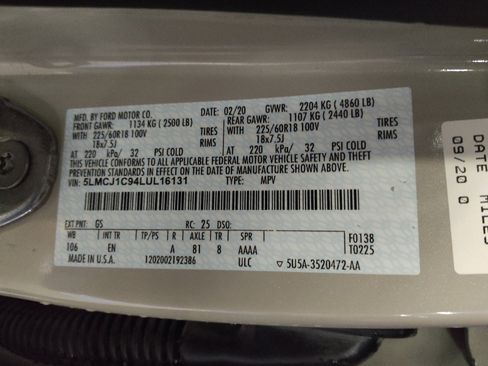 MFD. BY FORD MOTOR CO. 02/20 GVWR: 2204 KG ( 4860 LB)
FRONT GAWR: 1134 KG ( 2500 LB) REAR GAWR: 1107 KG ( 2440 LB)
WITH 225/60R18 100V TIRES WITH 225/60R18 100V TIRES
18x7.5J RIMS 18x7.5J RIMS
AT 220 kPa/ 32 PSI COLD AT 220 kPa/ 32 PSI COLD
THIS VEHICLE CONFORMS TO ALL APPLICABLE FEDERAL MOTOR VEHICLE SAFETY AND THEFT
PREVENTION STANDARDS IN EFFECT ON THE DATE OF MANUFACTURE SHOWN ABOVE.
VIN: 5LMCJ1C94LUL16131 TYPE: MPV
EXT PNT: GS RC: 25 DSO:
WB INT TR TP/PS R AXLE TR SPR F0138
106 EN A 81 8 AAAA T0225
MADE IN U.S.A. 1202002192386 ULC 5U5A-3520472-AA
DATE MILES
09/20 0